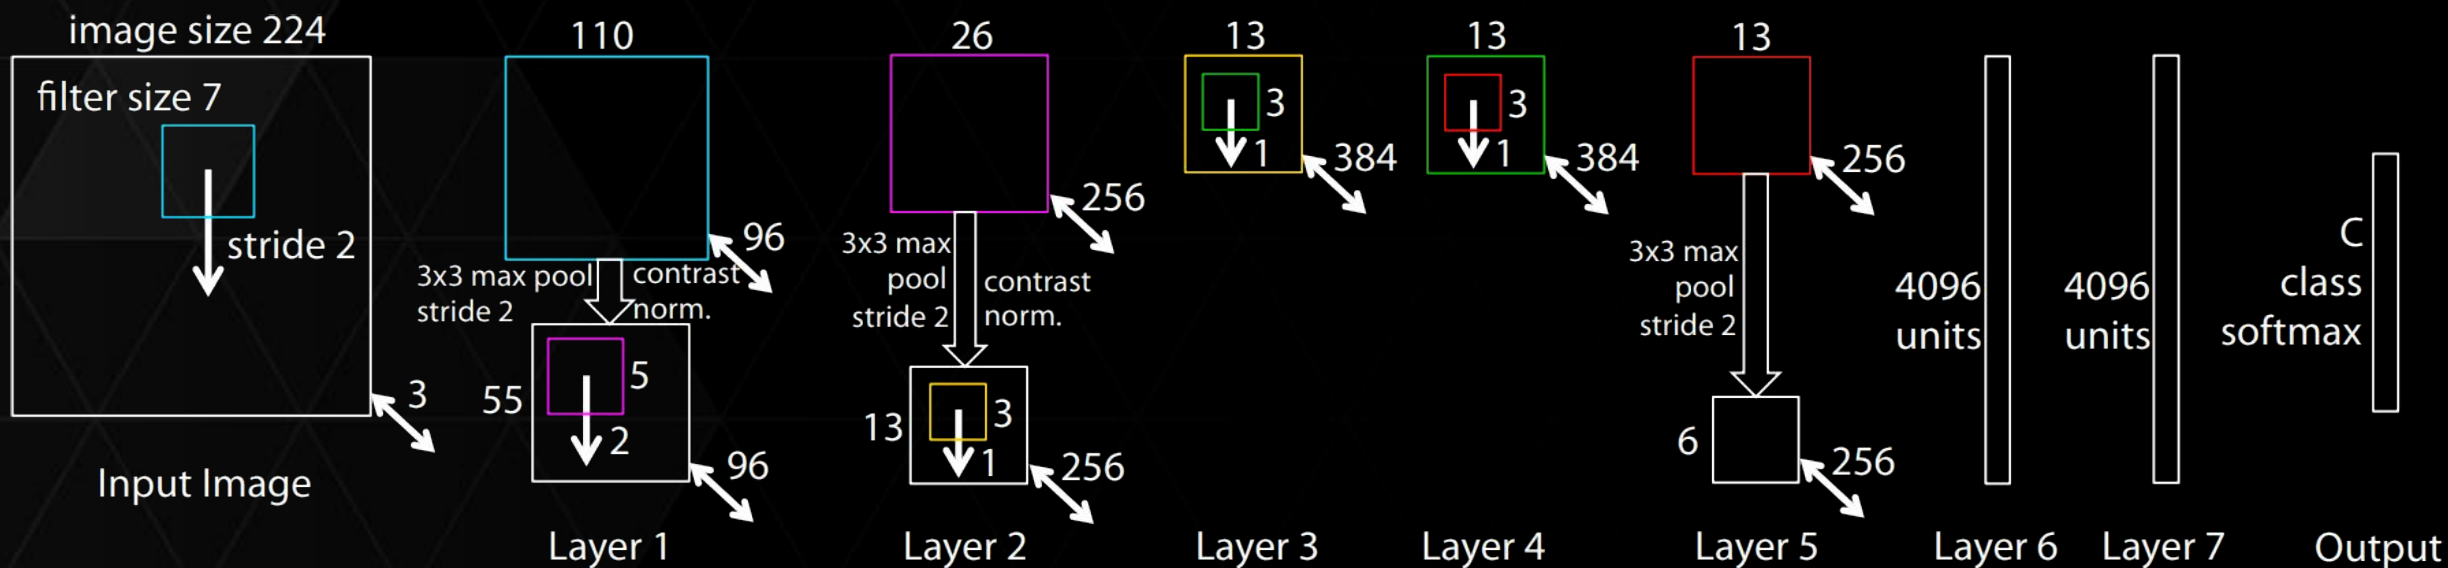 image size 224
filter size 7
stride 2
3
Input Image
110
96
3x3 max pool
stride 2
contrast
norm.
55
5
2
96
Layer 1
26
256
3x3 max
pool
stride 2
contrast
norm.
13
3
1
256
Layer 2
13
3
1
384
Layer 3
13
3
1
384
Layer 4
13
256
3x3 max
pool
stride 2
6
256
Layer 5
4096
units
Layer 6
4096
units
Layer 7
C
class
softmax
Output